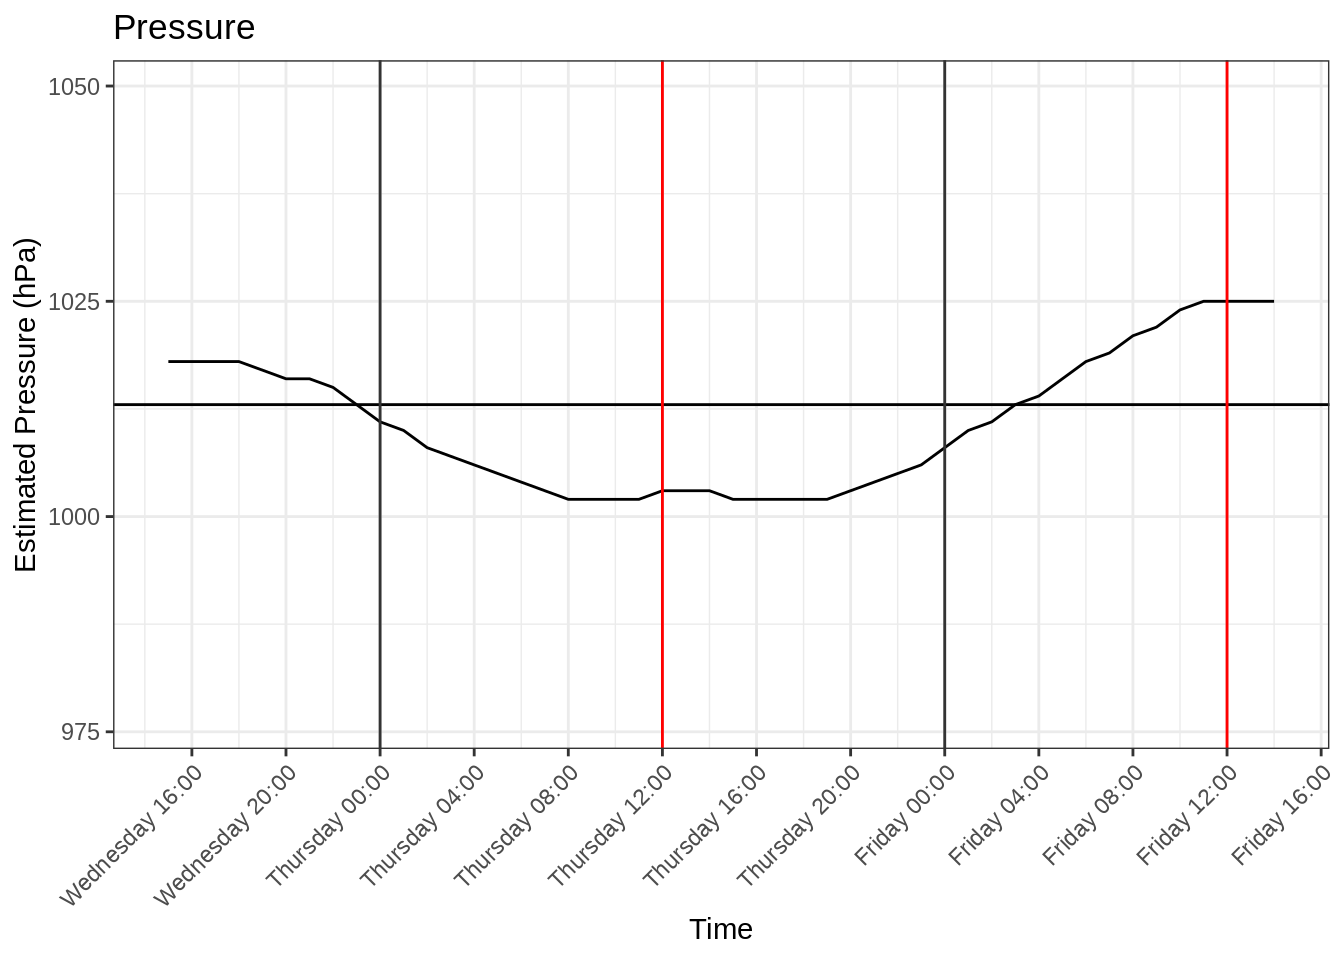 Pressure
Estimated Pressure (hPa)
1050
1025
1000
975
Wednesday 16:00
Wednesday 20:00
Thursday 00:00
Thursday 04:00
Thursday 08:00
Thursday 12:00
Thursday 16:00
Thursday 20:00
Friday 00:00
Friday 04:00
Friday 08:00
Friday 12:00
Friday 16:00
Time